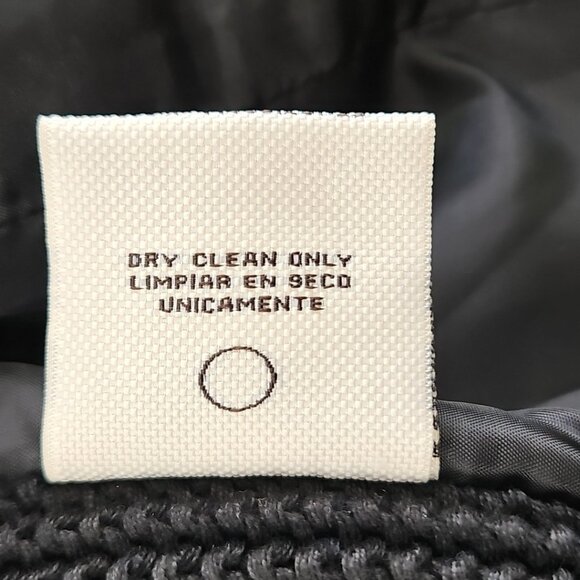 DRY CLEAN ONLY
LIMPIAR EN SECO
UNICAMENTE